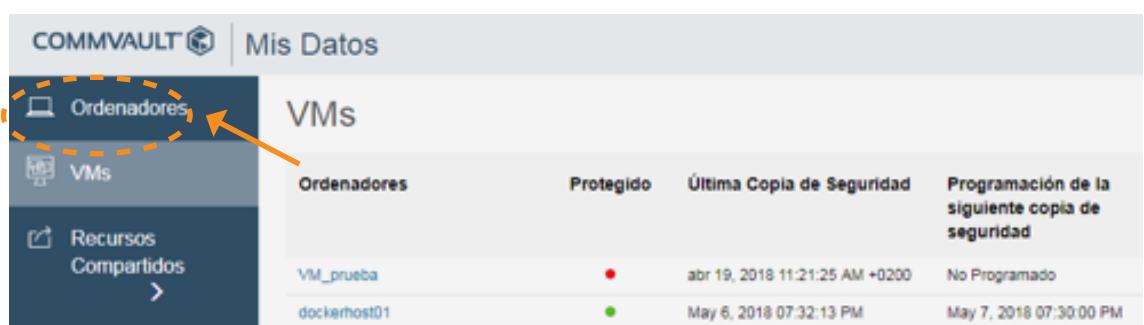 COMMVAULT Mis Datos
Ordenadores
VMs
Recursos
Compartidos
VMs
Ordenadores Protegido Última Copia de Seguridad Programación de la
siguiente copia de
seguridad
VM_prueba abr 19, 2018 11:21:25 AM +0200 No Programado
dockerhost01 May 6, 2018 07:32:13 PM May 7, 2018 07:30:00 PM